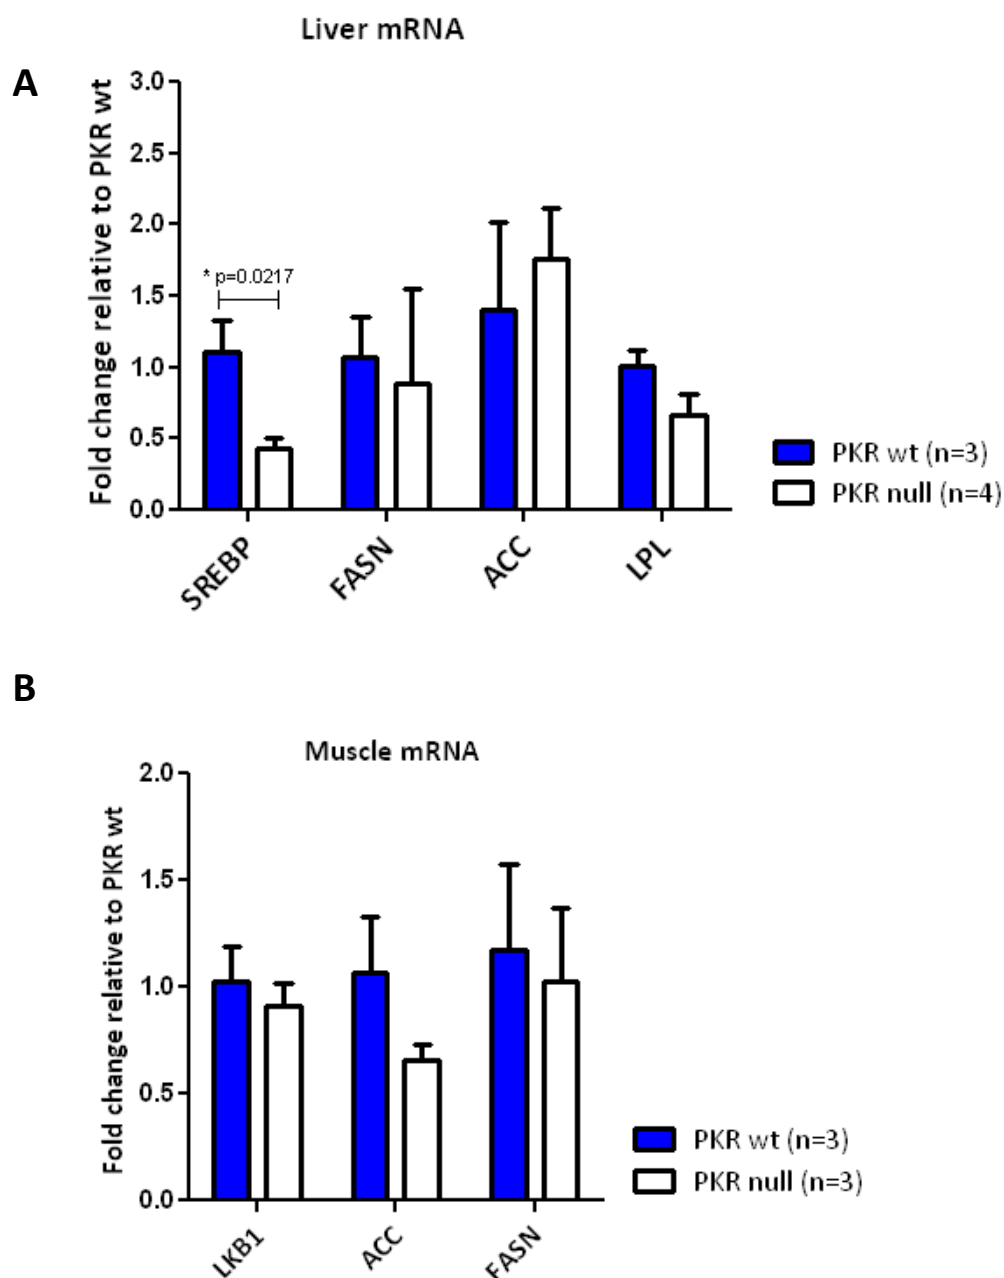 Liver mRNA
A
Fold change relative to PKR wt
3.0
2.5
2.0
1.5
1.0
0.5
0.0
* p=0.0217
SREBP
FASN
ACC
LPL
PKR wt (n=3)
PKR null (n=4)
B
Muscle mRNA
Fold change relative to PKR wt
2.0
1.5
1.0
0.5
0.0
LKB1
ACC
FASN
PKR wt (n=3)
PKR null (n=3)